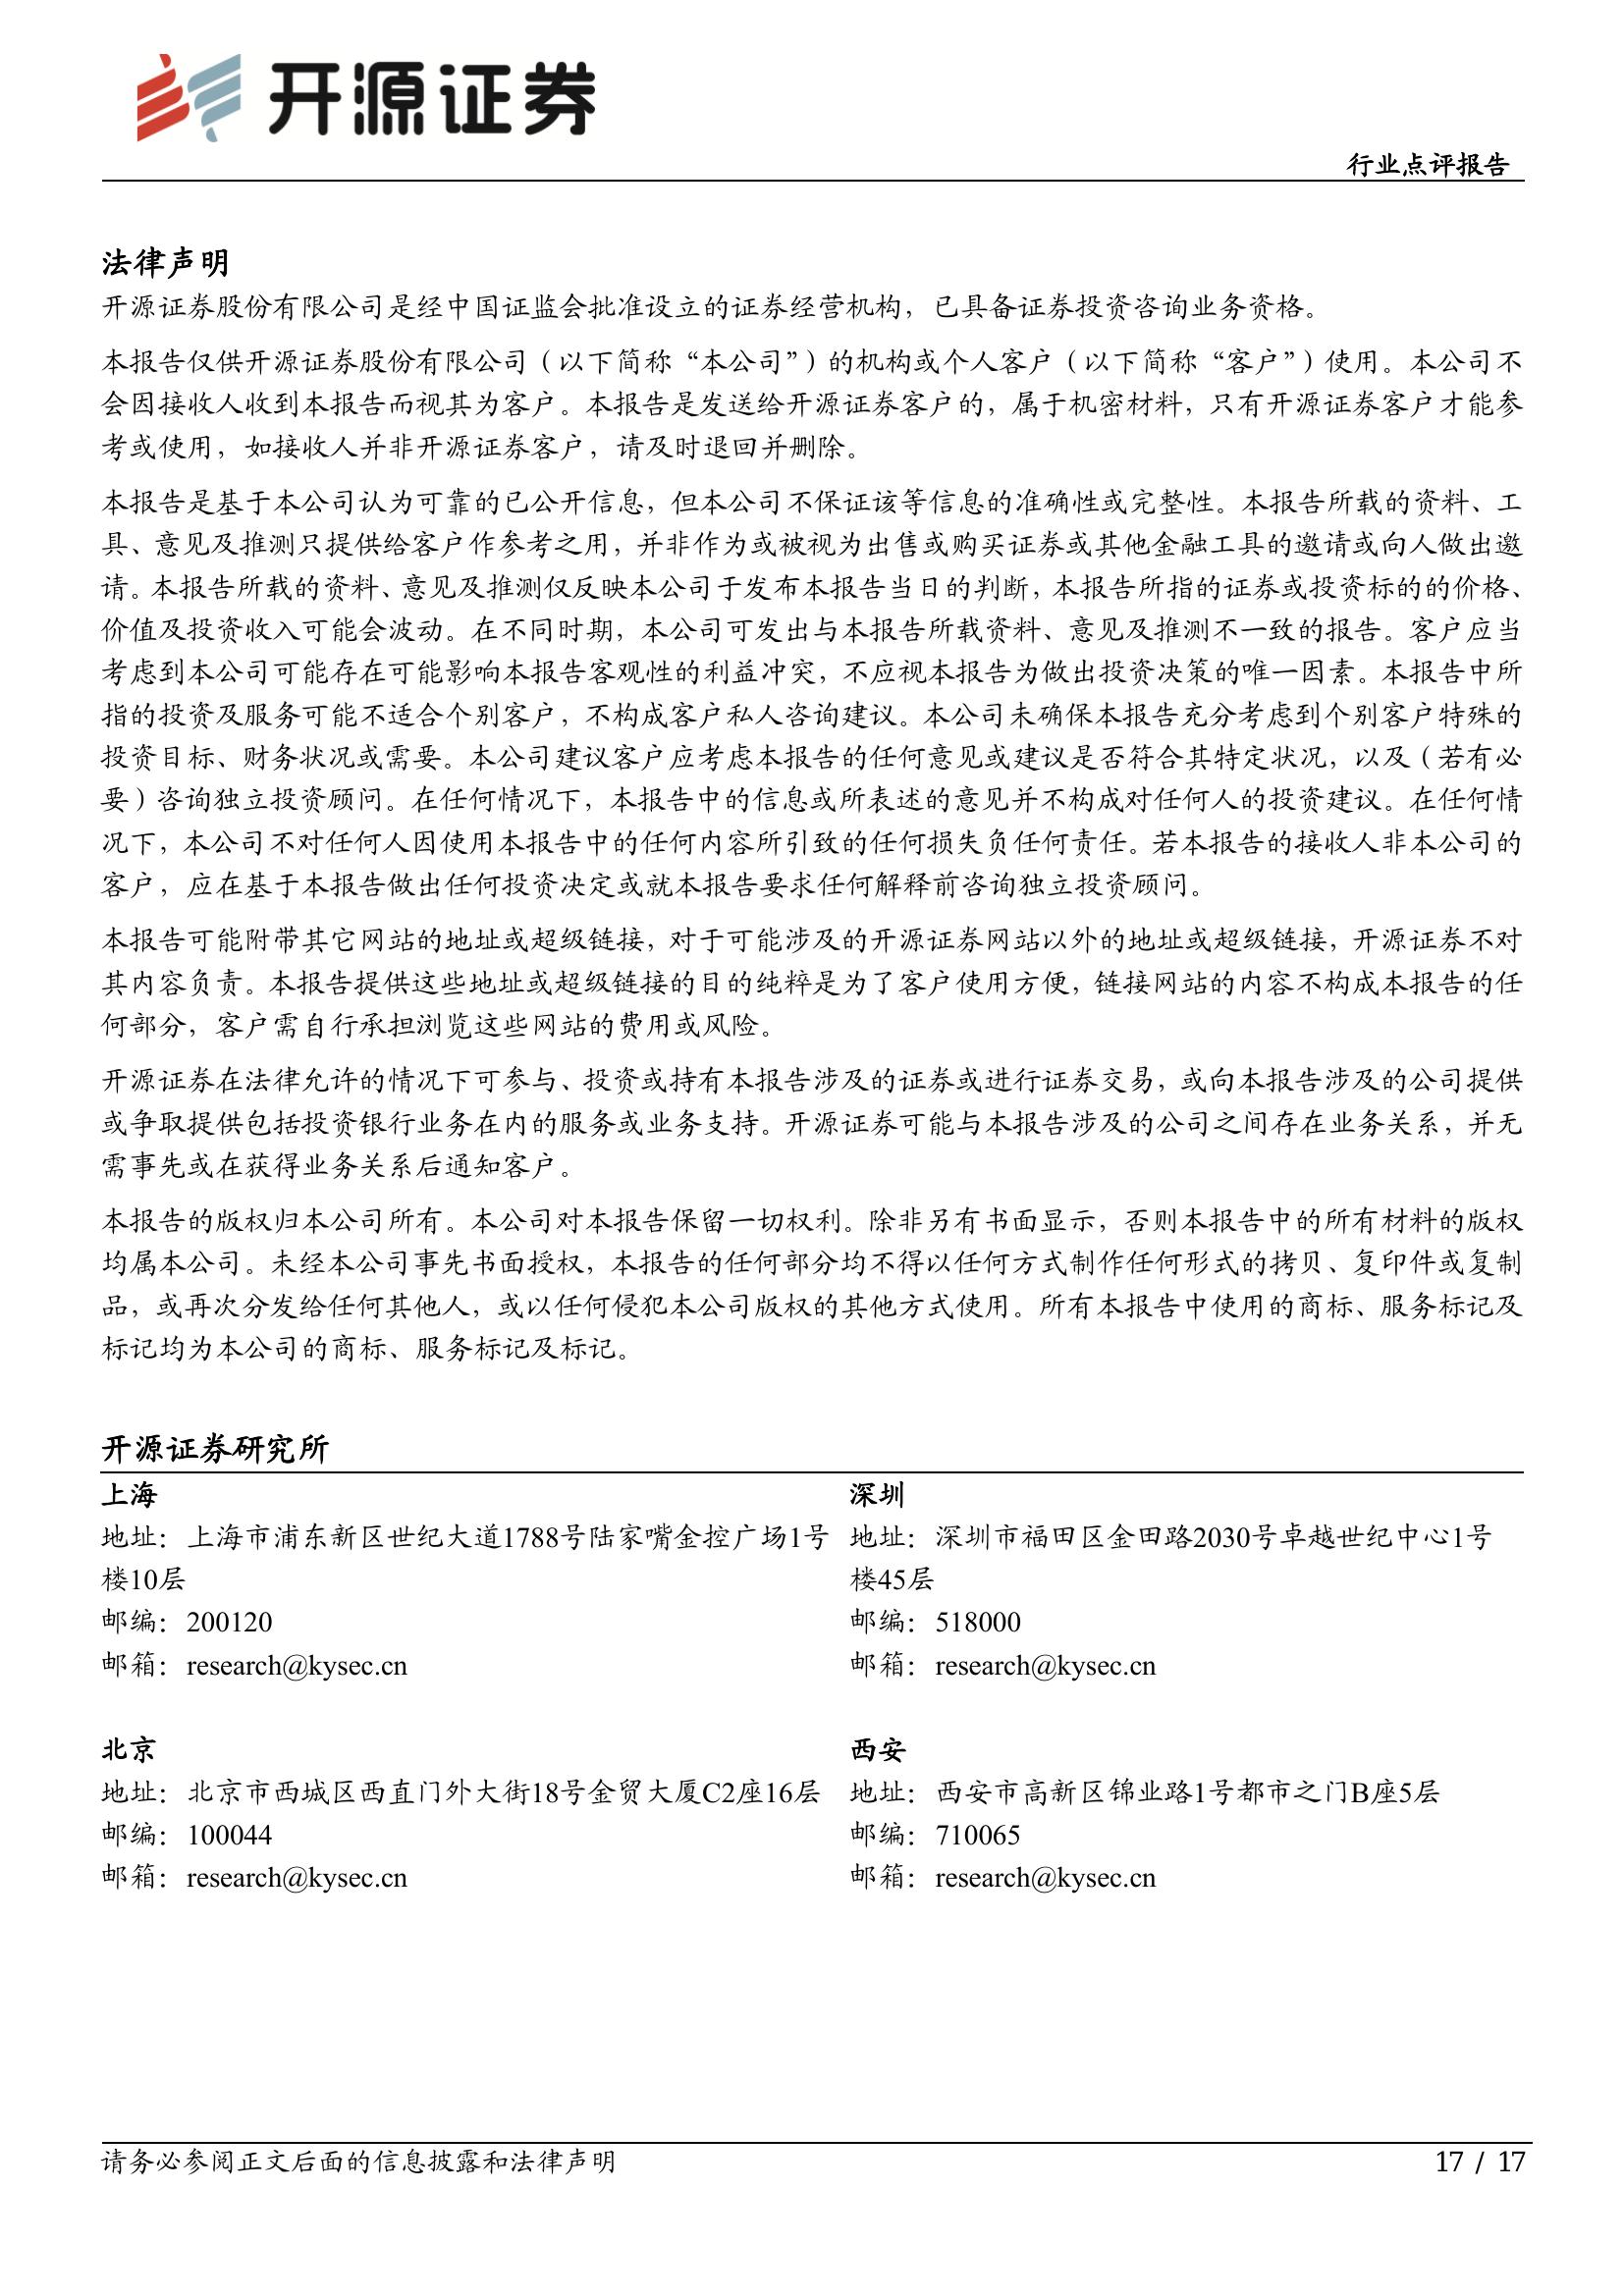 开源证券
行业点评报告
法律声明
开源证券股份有限公司是经中国证监会批准设立的证券经营机构，已具备证券投资咨询业务资格。
本报告仅供开源证券股份有限公司（以下简称“本公司”）的机构或个人客户（以下简称“客户”）使用。本公司不
会因接收人收到本报告而视其为客户。本报告是发送给开源证券客户的，属于机密材料，只有开源证券客户才能参
考或使用，如接收人并非开源证券客户，请及时退回并删除。
本报告是基于本公司认为可靠的已公开信息，但本公司不保证该等信息的准确性或完整性。本报告所载的资料、工
具、意见及推测只提供给客户作参考之用，并非作为或被视为出售或购买证券或其他金融工具的邀请或向人做出邀
请。本报告所载的资料、意见及推测仅反映本公司于发布本报告当日的判断，本报告所指的证券或投资标的的价格、
价值及投资收入可能会波动。在不同时期，本公司可发出与本报告所载资料、意见及推测不一致的报告。客户应当
考虑到本公司可能存在可能影响本报告客观性的利益冲突，不应视本报告为做出投资决策的唯一因素。本报告中所
指的投资及服务可能不适合个别客户，不构成客户私人咨询建议。本公司未确保本报告充分考虑到个别客户特殊的
投资目标、财务状况或需要。本公司建议客户应考虑本报告的任何意见或建议是否符合其特定状况，以及（若有必
要）咨询独立投资顾问。在任何情况下，本报告中的信息或所表述的意见并不构成对任何人的投资建议。在任何情
况下，本公司不对任何人因使用本报告中的任何内容所引致的任何损失负任何责任。若本报告的接收人非本公司的
客户，应在基于本报告做出任何投资决定或就本报告要求任何解释前咨询独立投资顾问。
本报告可能附带其它网站的地址或超级链接，对于可能涉及的开源证券网站以外的地址或超级链接，开源证券不对
其内容负责。本报告提供这些地址或超级链接的目的纯粹是为了客户使用方便，链接网站的内容不构成本报告的任
何部分，客户需自行承担浏览这些网站的费用或风险。
开源证券在法律允许的情况下可参与、投资或持有本报告涉及的证券或进行证券交易，或向本报告涉及的公司提供
或争取提供包括投资银行业务在内的服务或业务支持。开源证券可能与本报告涉及的公司之间存在业务关系，并无
需事先或在获得业务关系后通知客户。
本报告的版权归本公司所有。本公司对本报告保留一切权利。除非另有书面显示，否则本报告中的所有材料的版权
均属本公司。未经本公司事先书面授权，本报告的任何部分均不得以任何方式制作任何形式的拷贝、复印件或复制
品，或再次分发给任何其他人，或以任何侵犯本公司版权的其他方式使用。所有本报告中使用的商标、服务标记及
标记均为本公司的商标、服务标记及标记。
开源证券研究所
上海
地址：上海市浦东新区世纪大道1788号陆家嘴金控广场1号
楼10层
邮编：200120
邮箱：research@kysec.cn
深圳
地址：深圳市福田区金田路2030号卓越世纪中心1号
楼45层
邮编：518000
邮箱：research@kysec.cn
北京
地址：北京市西城区西直门外大街18号金贸大厦C2座16层
邮编：100044
邮箱：research@kysec.cn
西安
地址：西安市高新区锦业路1号都市之门B座5层
邮编：710065
邮箱：research@kysec.cn
请务必参阅正文后面的信息披露和法律声明
17 / 17